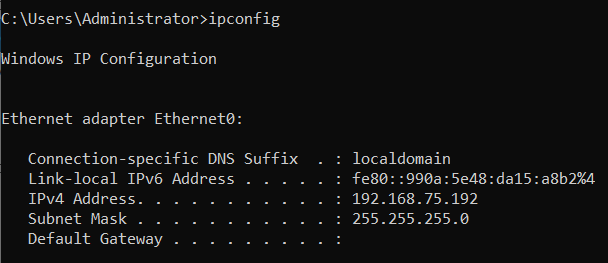 C:\Users\Administrator>ipconfig
Windows IP Configuration
Ethernet adapter Ethernet0:
Connection-specific DNS Suffix  . : localdomain
Link-local IPv6 Address . . . . . : fe80::990a:5e48:da15:a8b2%4
IPv4 Address. . . . . . . . . . . : 192.168.75.192
Subnet Mask . . . . . . . . . . . : 255.255.255.0
Default Gateway . . . . . . . . . :